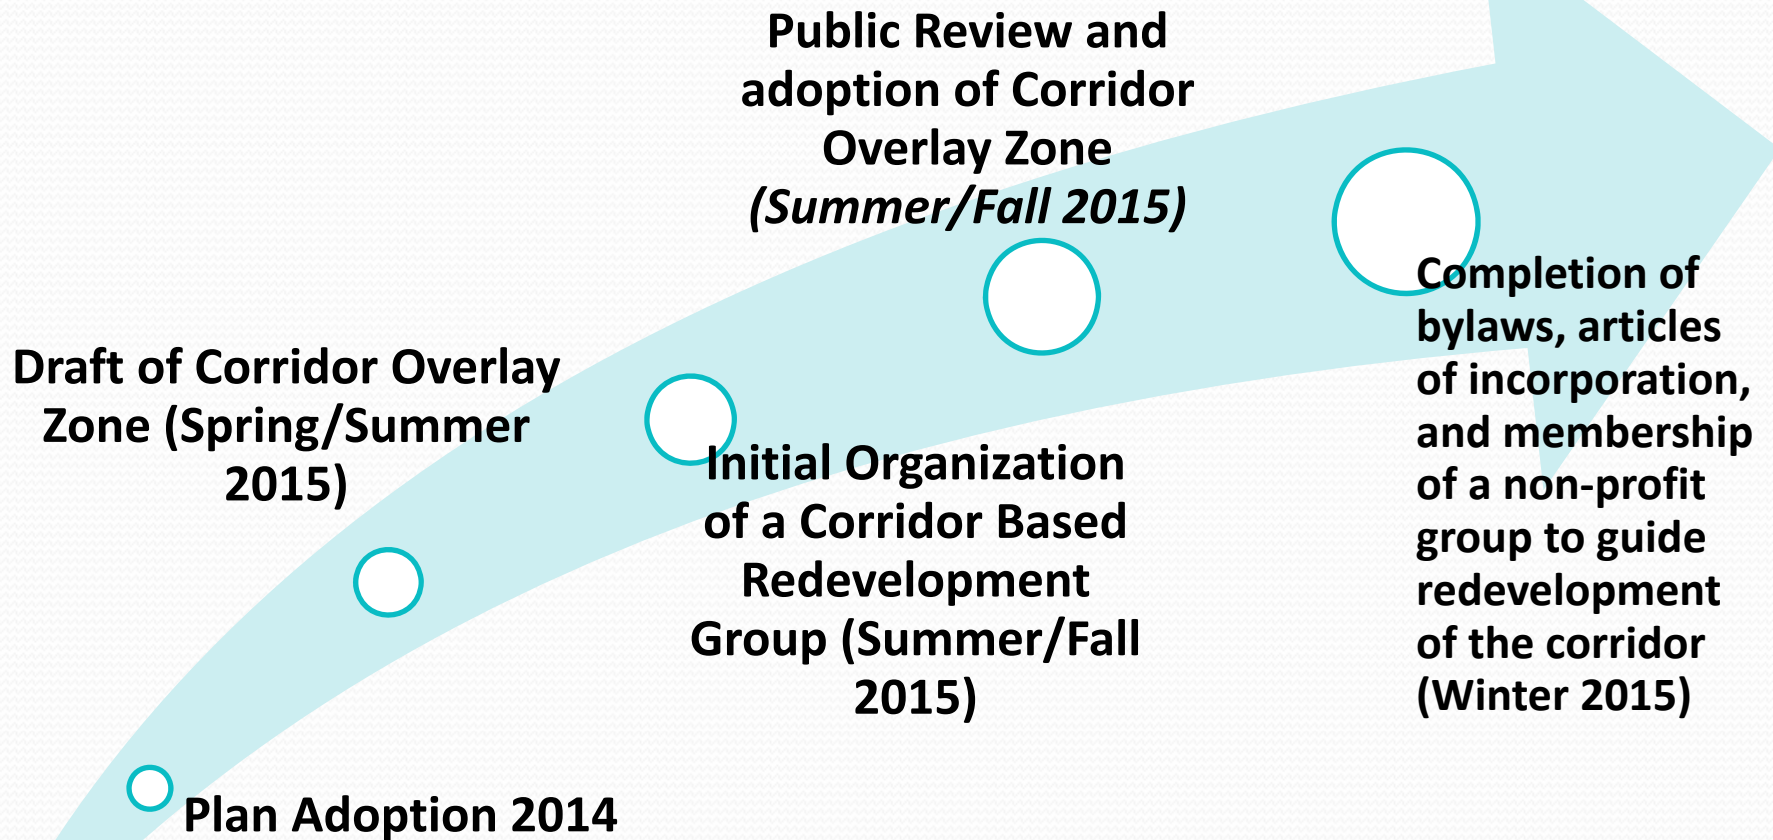 Public Review and
adoption of Corridor
Overlay Zone
(Summer/Fall 2015)
Draft of Corridor Overlay
Zone (Spring/Summer
2015)
Initial Organization
of a Corridor Based
Redevelopment
Group (Summer/Fall
2015)
Completion of
bylaws, articles
of incorporation,
and membership
of a non-profit
group to guide
redevelopment
of the corridor
(Winter 2015)
Plan Adoption 2014